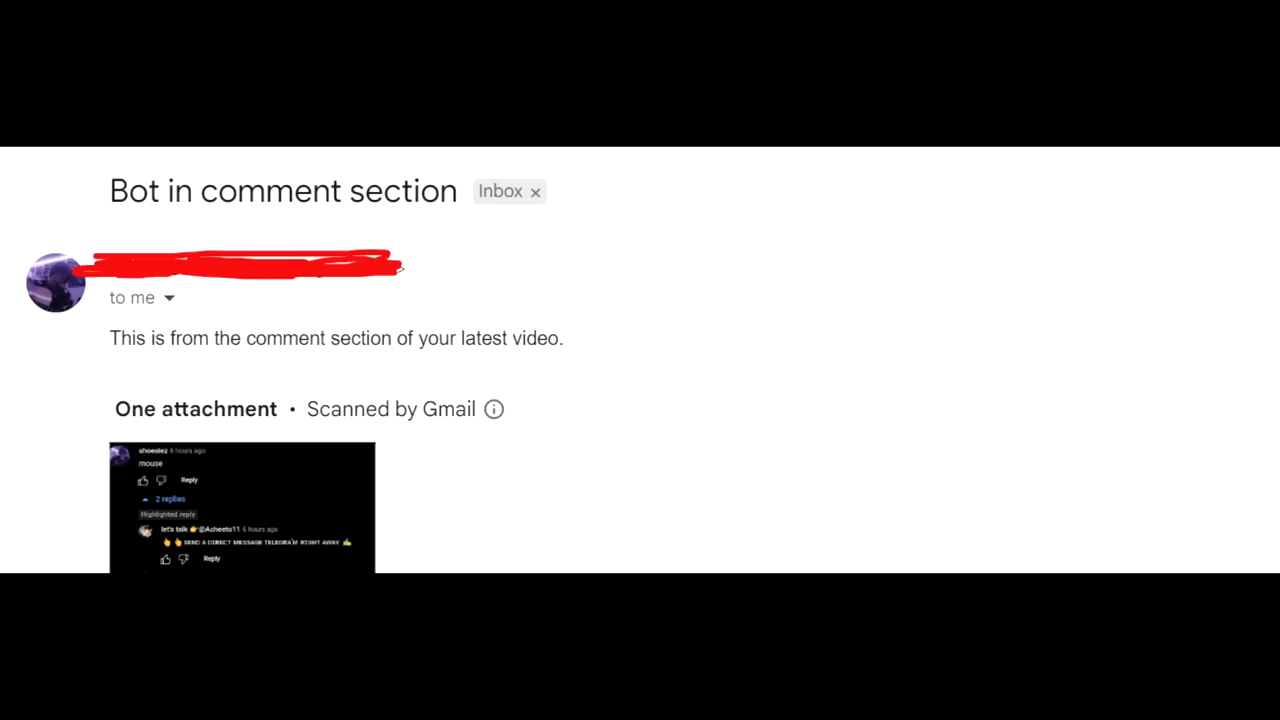 Bot in comment section Inbox ×
to me
This is from the comment section of your latest video.
One attachment • Scanned by Gmail
shoeslez 6 hours ago
mouse
Reply
2 replies
Highlighted reply
let's talk 👉@Acheeto11 6 hours ago
👆👆SEND A DIRECT MESSAGE TELEGRA'M RIGHT AWAY ✍
Reply